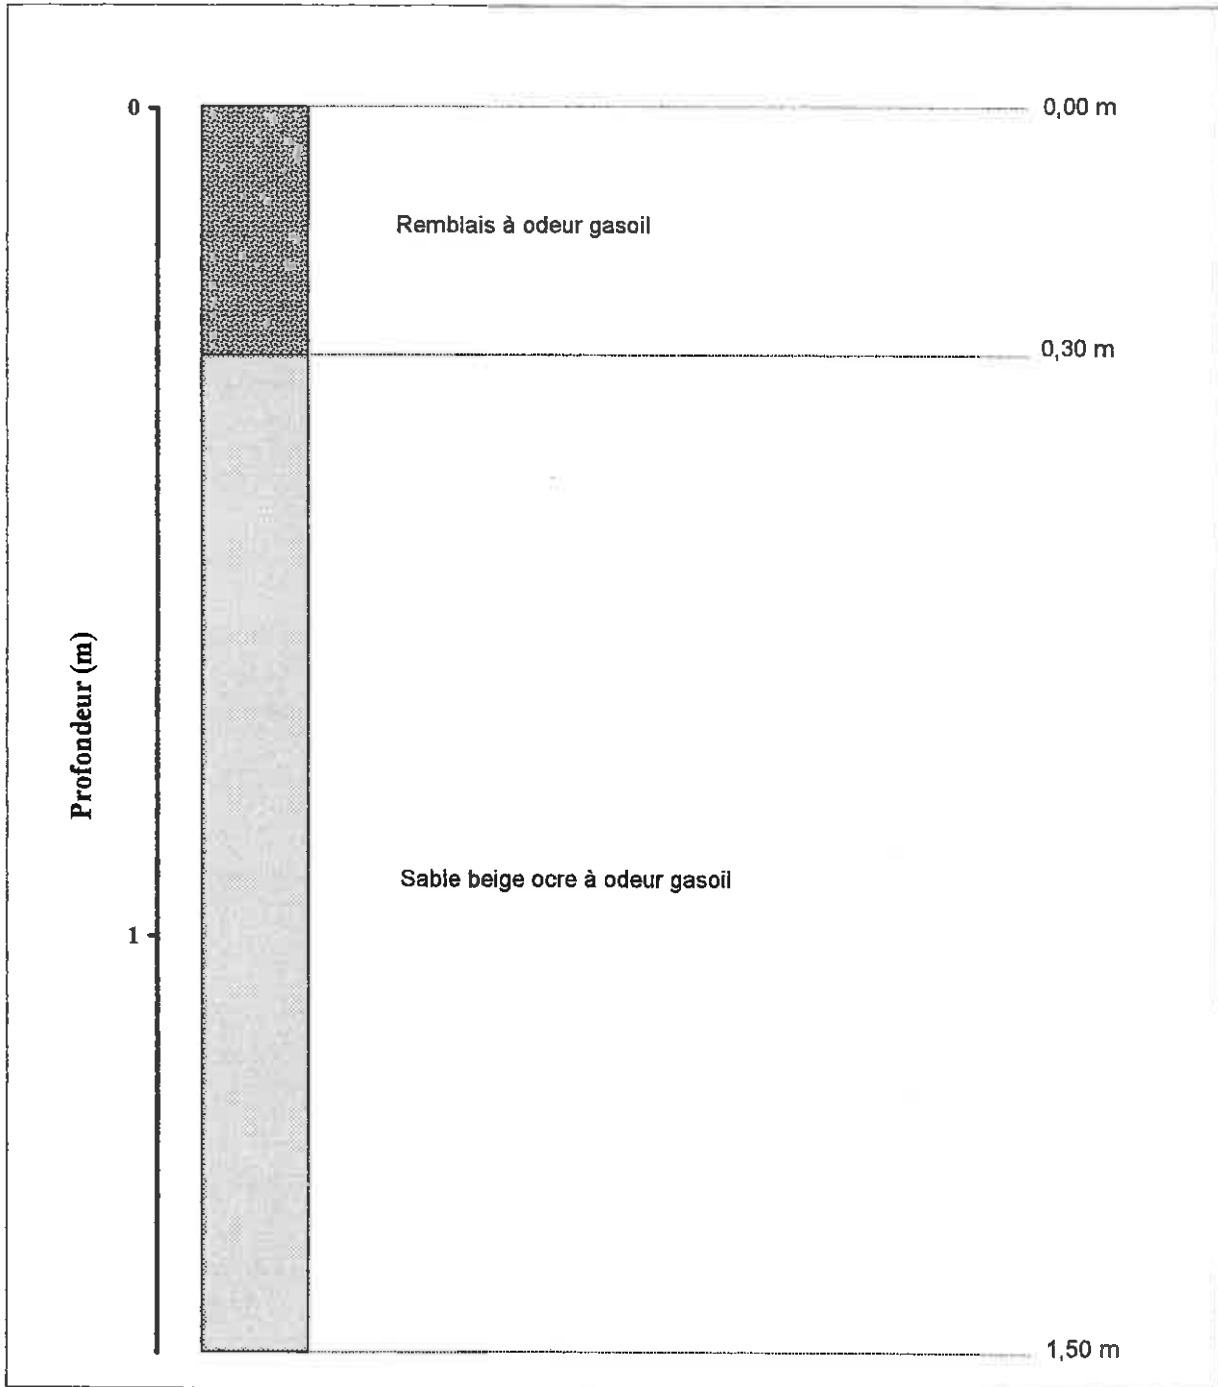 0
0,00 m
Remblais à odeur gasoil
0,30 m
Profondeur (m)
Sable beige ocre à odeur gasoil
1
1,50 m